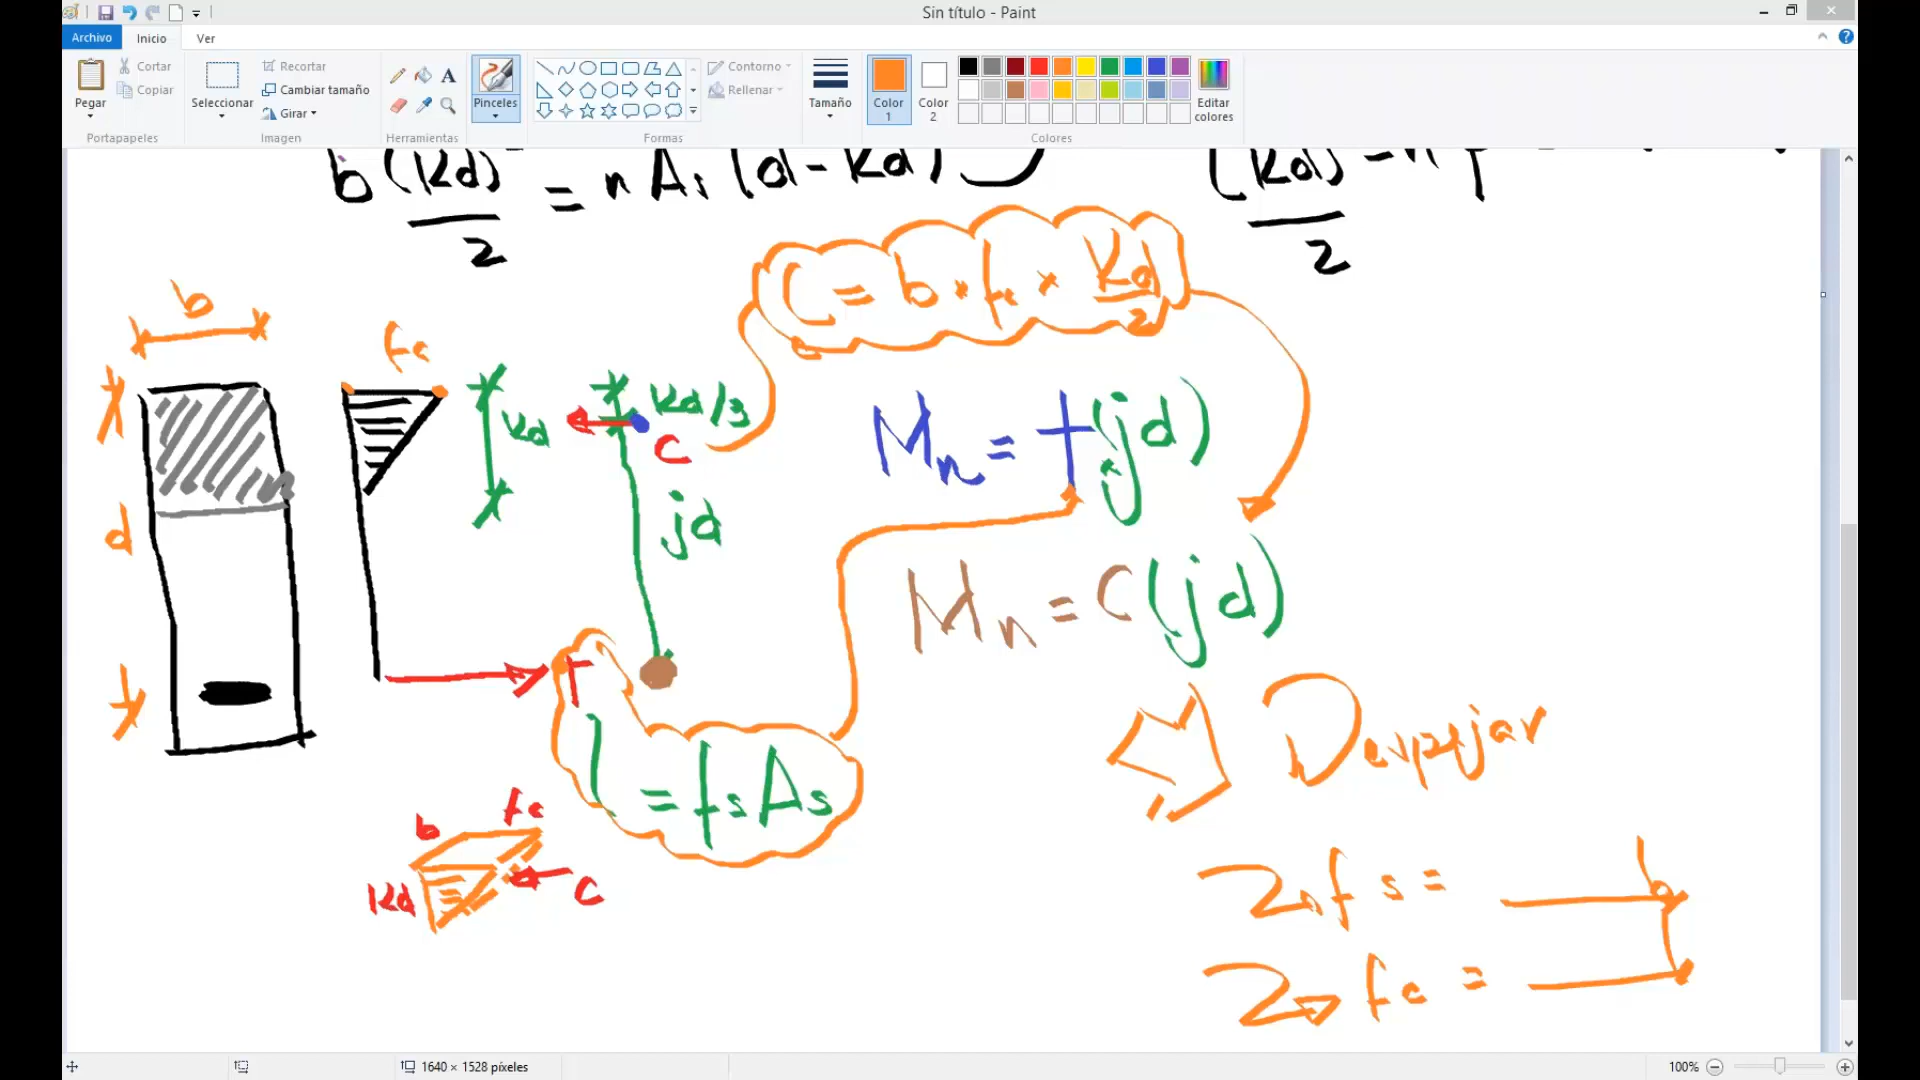 Sin título - Paint
Archivo Inicio Ver
Pegar
Cortar
Copiar
Portapapeles
Seleccionar
Recortar
Cambiar tamaño
Girar
Imagen
A
Herramientas
Pinceles
Contorno
Rellenar
Formas
Tamaño
Color 1
Color 2
Editar colores
Colores
b (kd) = n As (d - kd)
2
(kd)
2
C = b * fc * kd
2
b
fc
kd
kd/3
C
Mn = T(jd)
d
jd
Mn = C(jd)
T
Despejar
T = fs As
b fc
kd
C
fs =
b
fc =
1640 × 1528 píxeles
100%